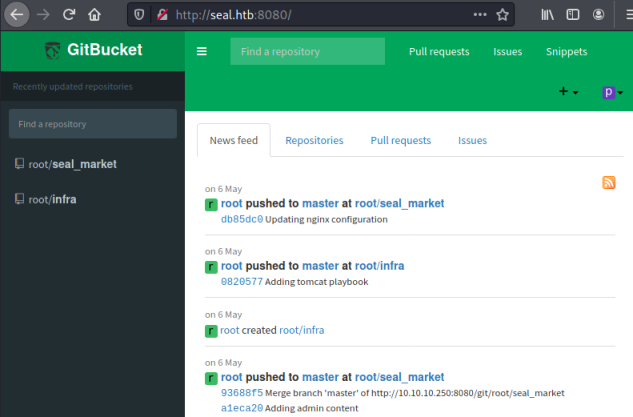 http://seal.htb:8080/
GitBucket
Find a repository
Pull requests
Issues
Snippets
Recently updated repositories
p
Find a repository
root/seal_market
root/infra
News feed
Repositories
Pull requests
Issues
on 6 May
r root pushed to master at root/seal_market
db85dc0 Updating nginx configuration
on 6 May
r root pushed to master at root/infra
0820577 Adding tomcat playbook
on 6 May
r root created root/infra
on 6 May
r root pushed to master at root/seal_market
93688f5 Merge branch 'master' of http://10.10.10.250:8080/git/root/seal_market
a1eca20 Adding admin content